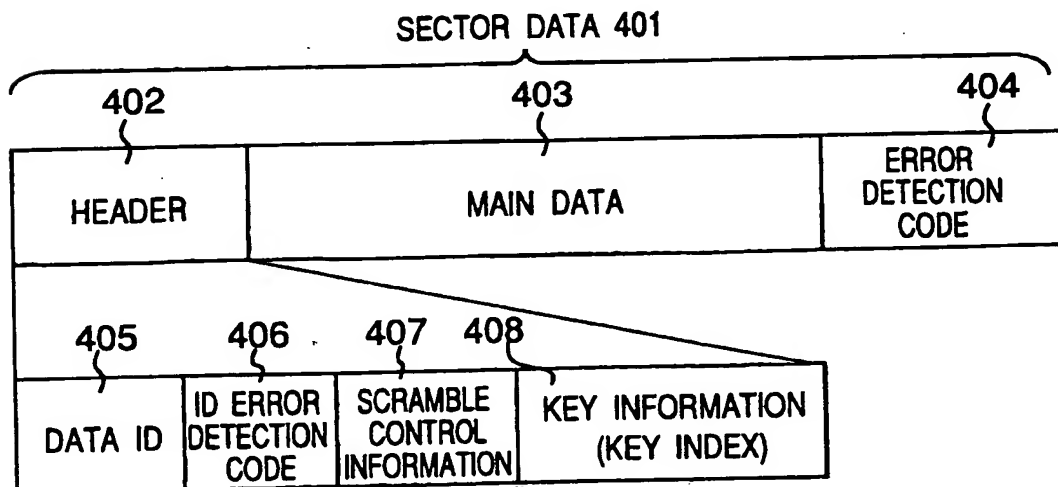 SECTOR DATA 401
402 403 404
HEADER MAIN DATA ERROR
DETECTION
CODE
405 406 407 408
DATA ID ID ERROR
DETECTION
CODE
SCRAMBLE
CONTROL
INFORMATION
KEY INFORMATION
(KEY INDEX)